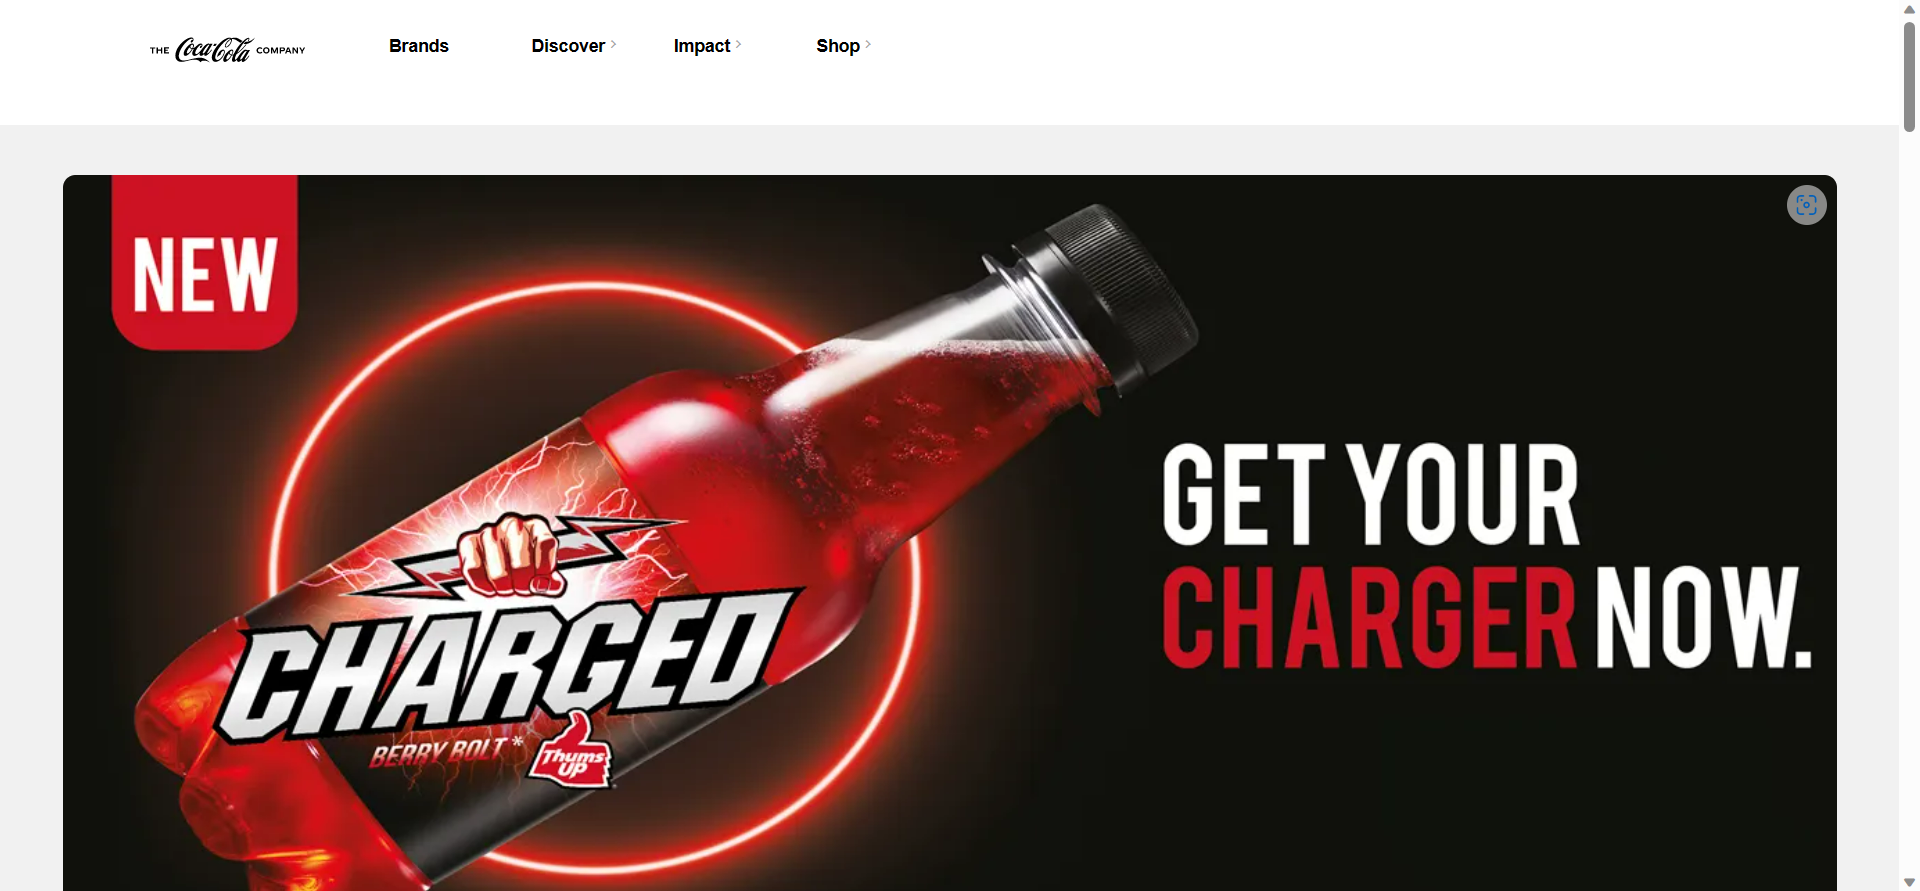 THE Coca-Cola COMPANY
Brands
Discover
Impact
Shop
NEW
GET YOUR
CHARGER NOW.
CHARGED
BERRY BOLT*
Thums
UP